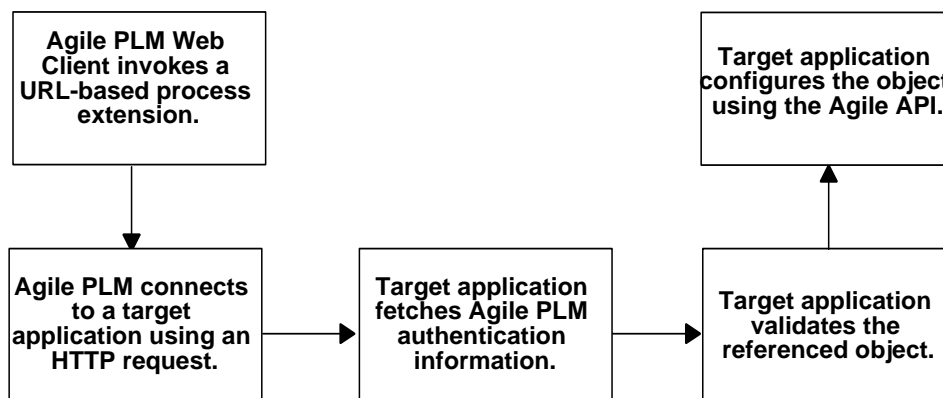 Agile PLM Web
Client invokes a
URL-based process
extension.
Agile PLM connects
to a target
application using an
HTTP request.
Target application
fetches Agile PLM
authentication
information.
Target application
validates the
referenced object.
Target application
configures the object
using the Agile API.